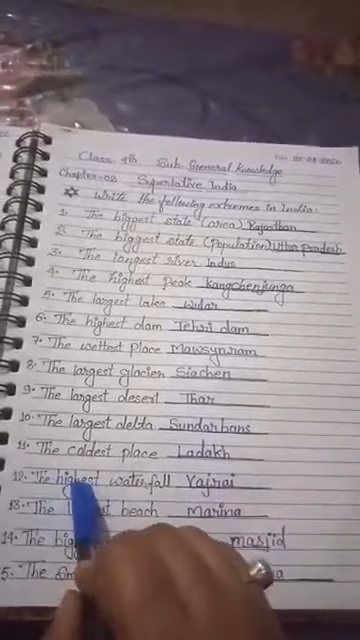 Class 4th Sub- General Knowledge
Chapter-08 Superlative India
Write the following extremes in India.
1. The biggest state (area) Rajasthan
2. The biggest state (population) Uttar Pradesh
3. The longest river Indus
4. The highest peak Kangchenjunga
5. The largest lake Wular
6. The highest dam Tehri dam
7. The wettest place Mawsynram
8. The largest glacier Siachen
9. The largest desert Thar
10. The largest delta Sundarbans
11. The coldest place Ladakh
12. The highest waterfall Vajrai
13. The beach Marina
14. The masjid
5. The